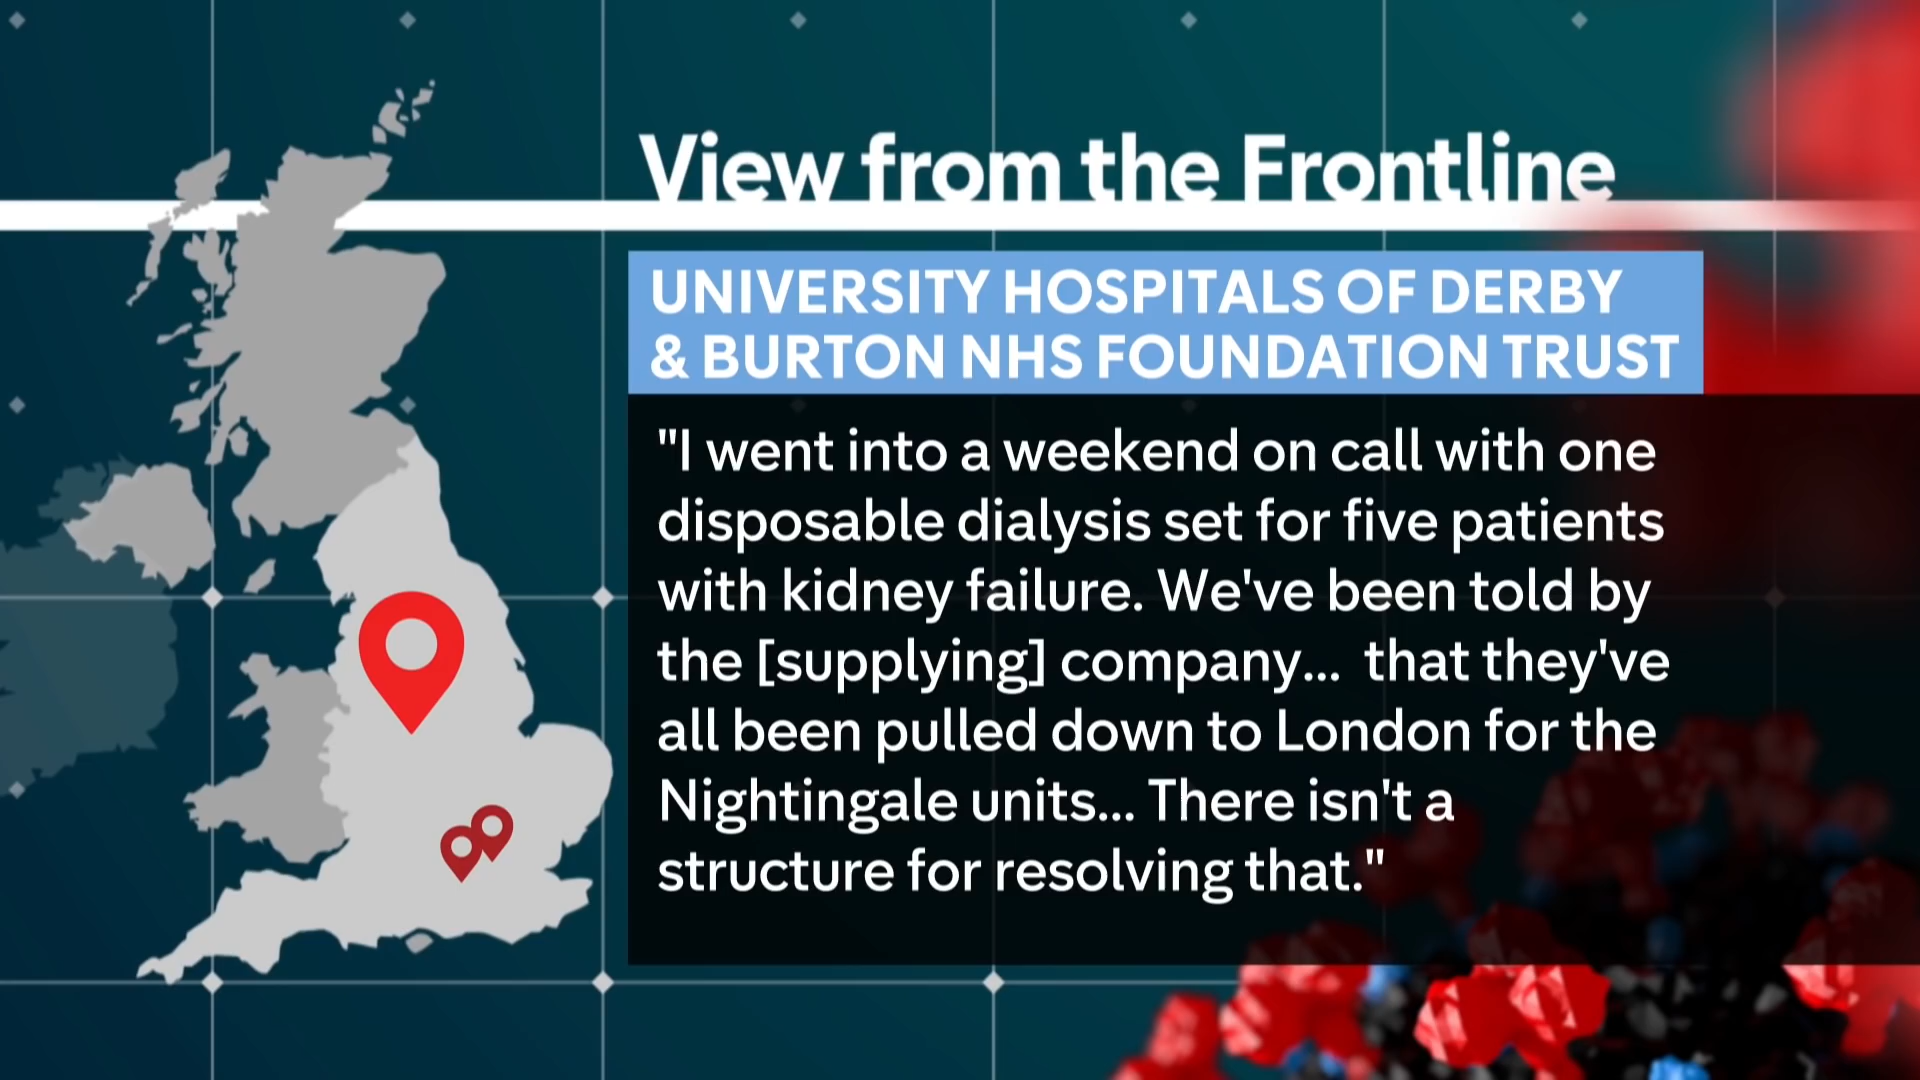 View from the Frontline
UNIVERSITY HOSPITALS OF DERBY
& BURTON NHS FOUNDATION TRUST
"I went into a weekend on call with one
disposable dialysis set for five patients
with kidney failure. We've been told by
the [supplying] company... that they've
all been pulled down to London for the
Nightingale units... There isn't a
structure for resolving that."